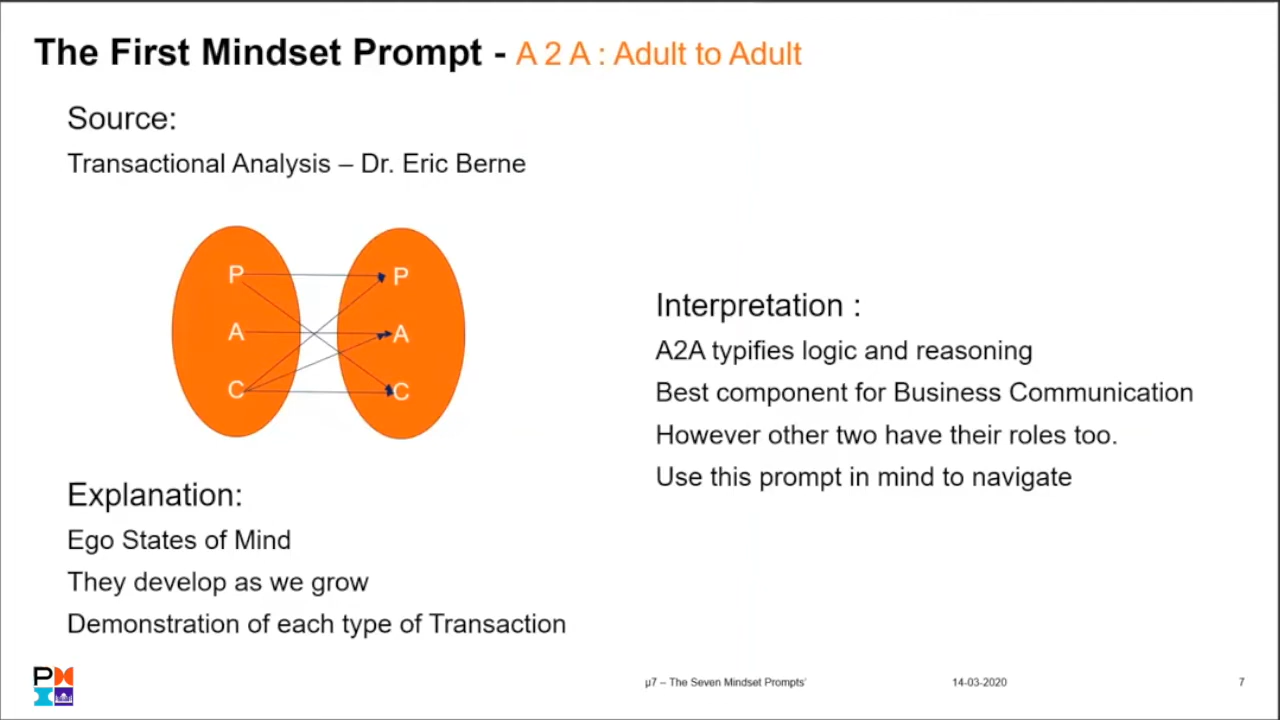 The First Mindset Prompt - A 2 A : Adult to Adult
Source:
Transactional Analysis – Dr. Eric Berne
P P
A A
C C
Explanation:
Ego States of Mind
They develop as we grow
Demonstration of each type of Transaction
Interpretation :
A2A typifies logic and reasoning
Best component for Business Communication
However other two have their roles too.
Use this prompt in mind to navigate
P
µ7 – The Seven Mindset Prompts' 14-03-2020 7